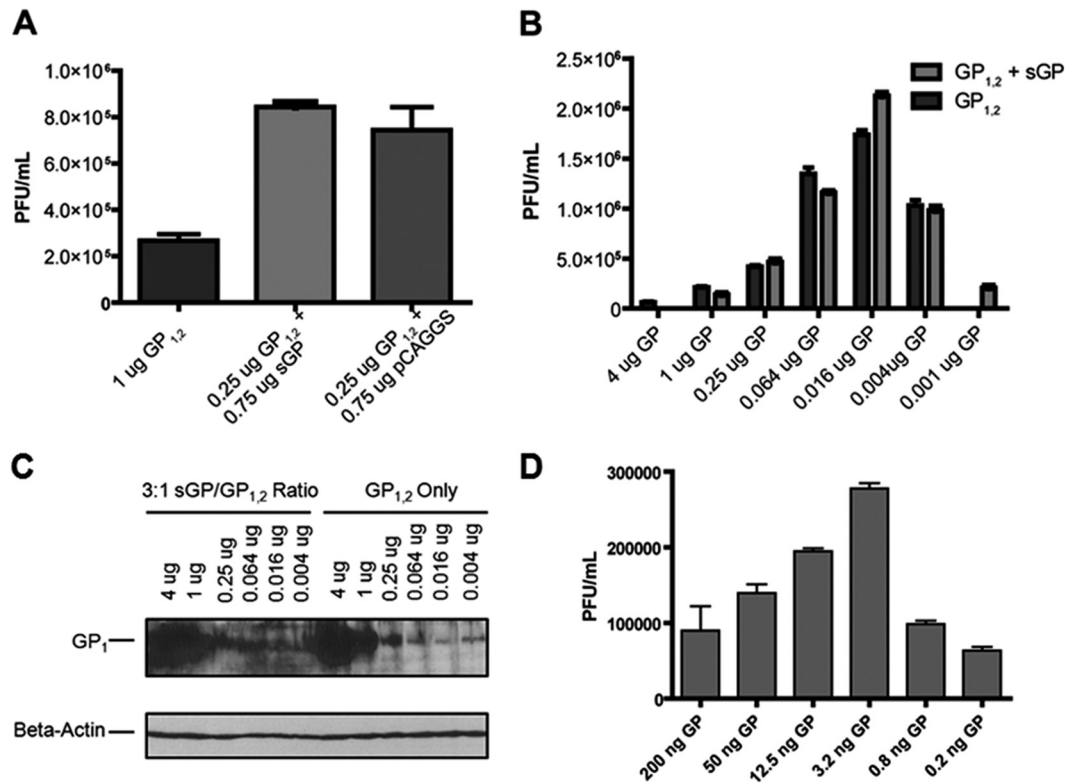 A
PFU/mL
1.0×10⁶
8.0×10⁵
6.0×10⁵
4.0×10⁵
2.0×10⁵
0
1 ug GP₁,₂
0.25 ug GP₁,₂+
0.75 ug sGP
0.25 ug GP₁,₂+
0.75 ug pCAGGS
B
PFU/mL
2.5×10⁶
2.0×10⁶
1.5×10⁶
1.0×10⁶
5.0×10⁵
0
GP₁,₂ + sGP
GP₁,₂
4 ug GP
1 ug GP
0.25 ug GP
0.064 ug GP
0.016 ug GP
0.004ug GP
0.001 ug GP
C
3:1 sGP/GP₁,₂ Ratio
GP₁,₂ Only
4 ug
1 ug
0.25 ug
0.064 ug
0.016 ug
0.004 ug
4 ug
1 ug
0.25 ug
0.064 ug
0.016 ug
0.004 ug
GP₁
Beta-Actin
D
PFU/mL
300000
200000
100000
0
200 ng GP
50 ng GP
12.5 ng GP
3.2 ng GP
0.8 ng GP
0.2 ng GP